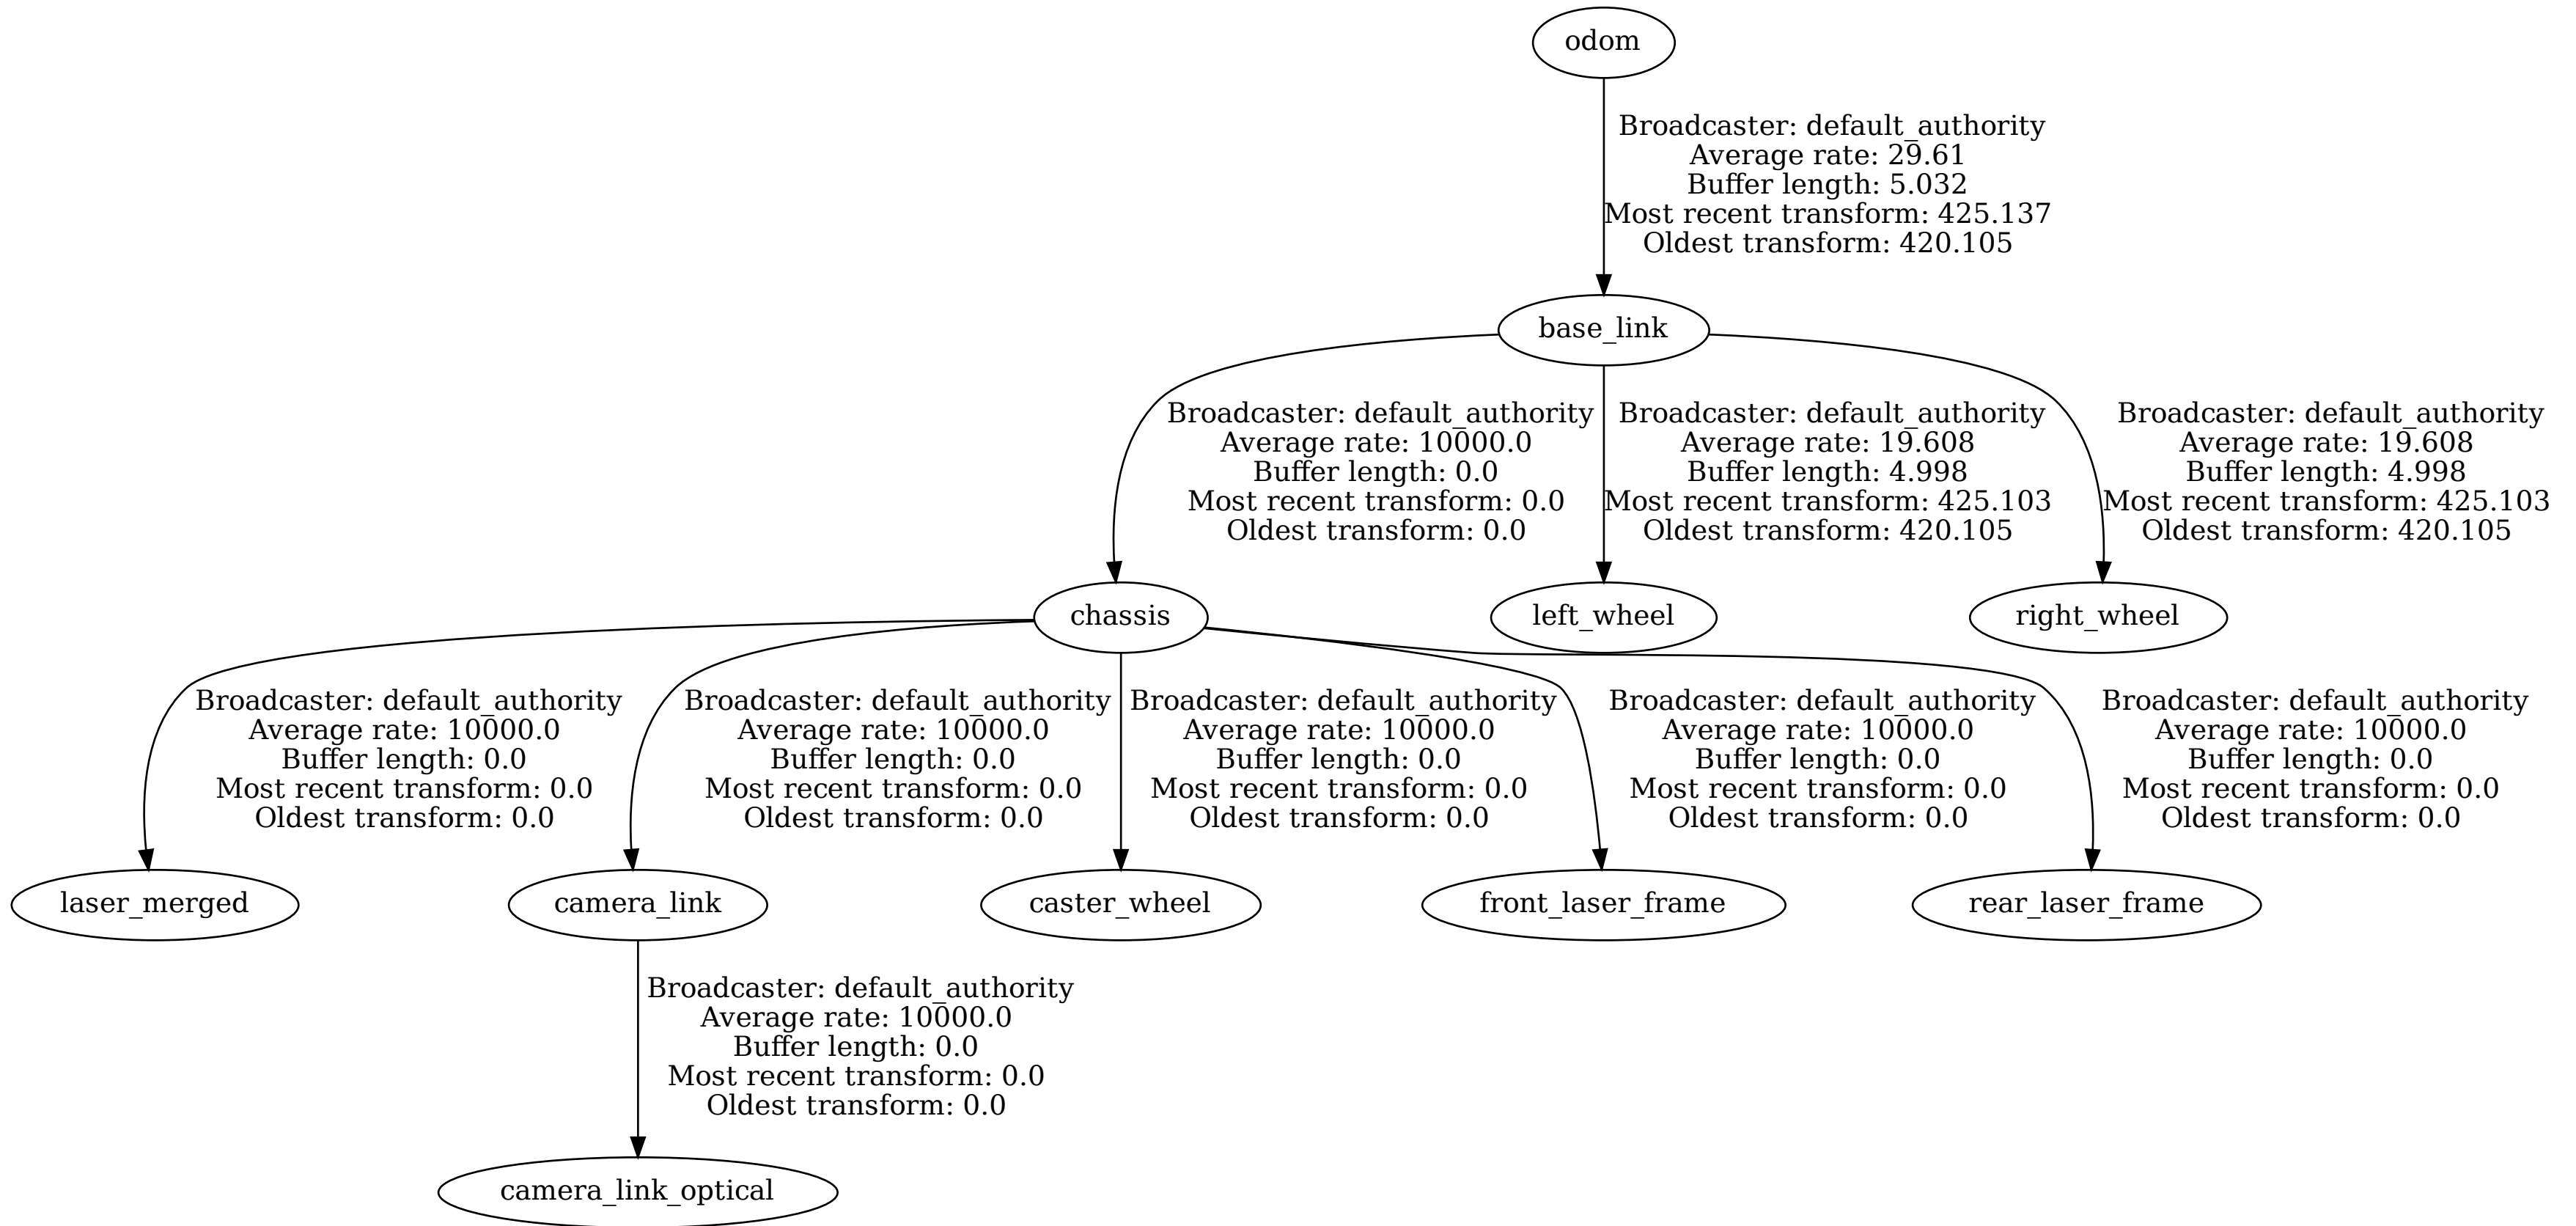 odom
Broadcaster: default_authority
Average rate: 29.61
Buffer length: 5.032
Most recent transform: 425.137
Oldest transform: 420.105
base_link
Broadcaster: default_authority
Average rate: 10000.0
Buffer length: 0.0
Most recent transform: 0.0
Oldest transform: 0.0
Broadcaster: default_authority
Average rate: 19.608
Buffer length: 4.998
Most recent transform: 425.103
Oldest transform: 420.105
Broadcaster: default_authority
Average rate: 19.608
Buffer length: 4.998
Most recent transform: 425.103
Oldest transform: 420.105
chassis
left_wheel
right_wheel
Broadcaster: default_authority
Average rate: 10000.0
Buffer length: 0.0
Most recent transform: 0.0
Oldest transform: 0.0
Broadcaster: default_authority
Average rate: 10000.0
Buffer length: 0.0
Most recent transform: 0.0
Oldest transform: 0.0
Broadcaster: default_authority
Average rate: 10000.0
Buffer length: 0.0
Most recent transform: 0.0
Oldest transform: 0.0
Broadcaster: default_authority
Average rate: 10000.0
Buffer length: 0.0
Most recent transform: 0.0
Oldest transform: 0.0
Broadcaster: default_authority
Average rate: 10000.0
Buffer length: 0.0
Most recent transform: 0.0
Oldest transform: 0.0
laser_merged
camera_link
caster_wheel
front_laser_frame
rear_laser_frame
Broadcaster: default_authority
Average rate: 10000.0
Buffer length: 0.0
Most recent transform: 0.0
Oldest transform: 0.0
camera_link_optical